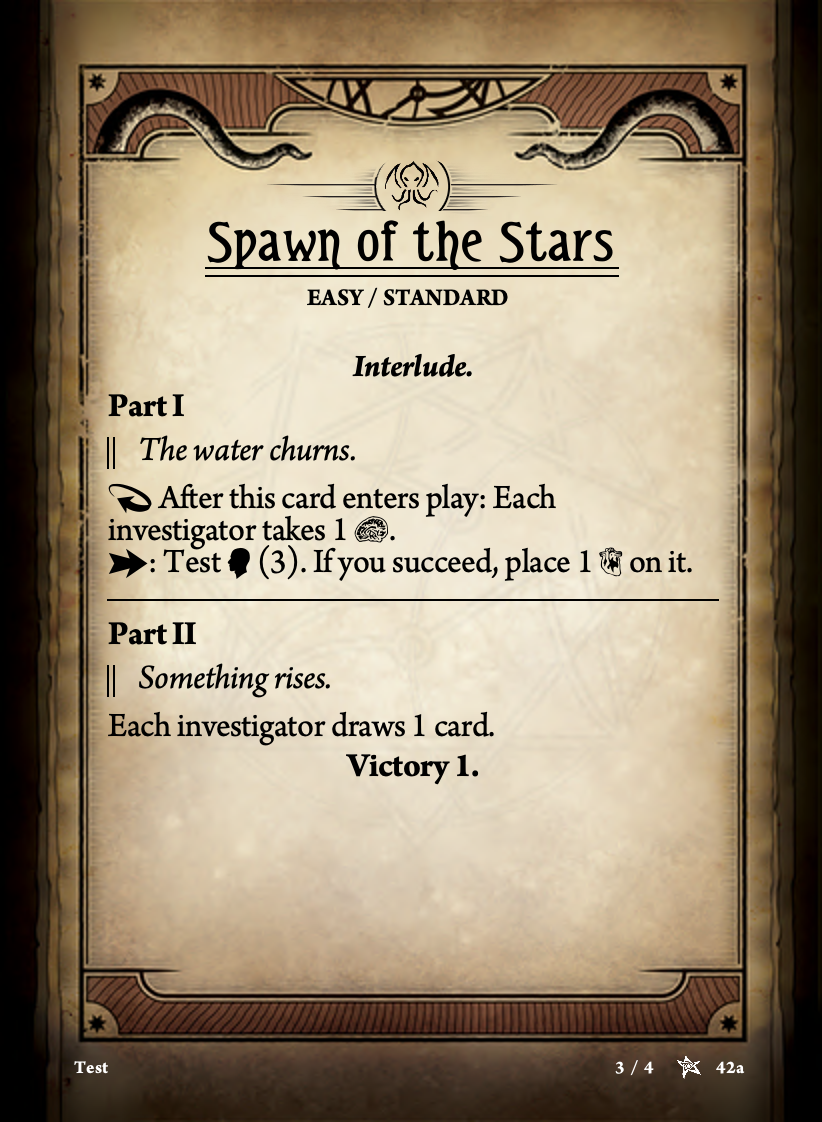 Spawn of the Stars
EASY / STANDARD
Interlude.
Part I
The water churns.
After this card enters play: Each
investigator takes 1 .
: Test (3). If you succeed, place 1 on it.
Part II
Something rises.
Each investigator draws 1 card.
Victory 1.
Test
3 / 4 42a